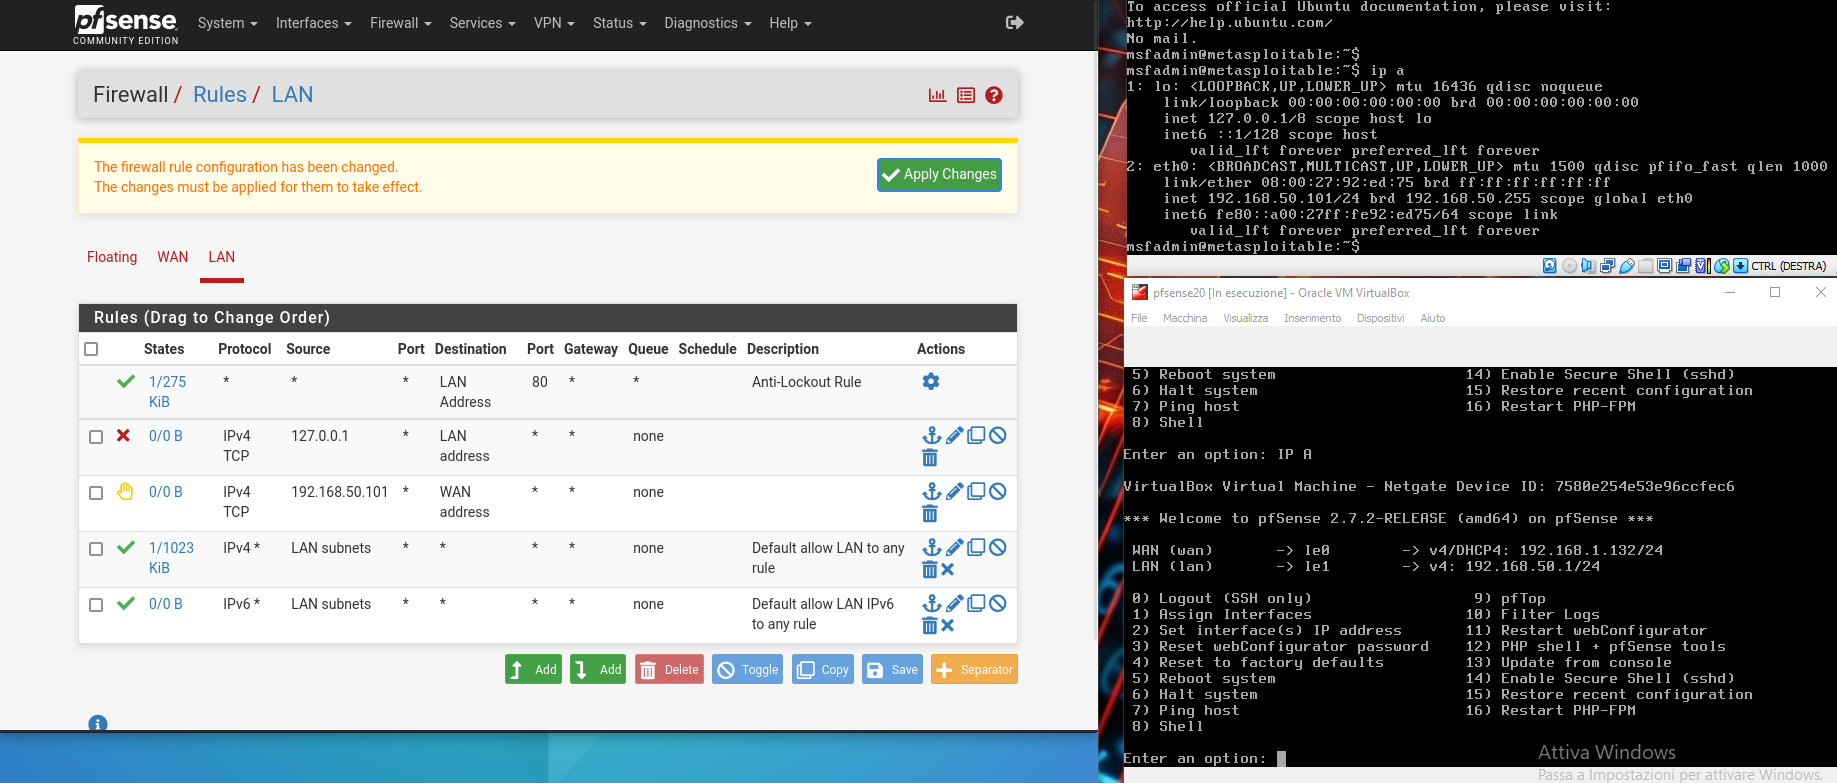 pfsense
COMMUNITY EDITION
System Interfaces Firewall Services VPN Status Diagnostics Help
Firewall / Rules / LAN
The firewall rule configuration has been changed.
The changes must be applied for them to take effect.
Apply Changes
Floating WAN LAN
Rules (Drag to Change Order)
States Protocol Source Port Destination Port Gateway Queue Schedule Description Actions
1/275 KiB * * * LAN Address 80 * * Anti-Lockout Rule
0/0 B IPv4 TCP 127.0.0.1 * LAN address * * none
0/0 B IPv4 TCP 192.168.50.101 * WAN address * * none
1/1023 KiB IPv4 * LAN subnets * * * * none Default allow LAN to any rule
0/0 B IPv6 * LAN subnets * * * * none Default allow LAN IPv6 to any rule
Add Add Delete Toggle Copy Save Separator
To access official Ubuntu documentation, please visit:
http://help.ubuntu.com/
No mail.
msfadmin@metasploitable:~$
msfadmin@metasploitable:~$ ip a
1: lo: <LOOPBACK,UP,LOWER_UP> mtu 16436 qdisc noqueue
link/loopback 00:00:00:00:00:00 brd 00:00:00:00:00:00
inet 127.0.0.1/8 scope host lo
inet6 ::1/128 scope host
valid_lft forever preferred_lft forever
2: eth0: <BROADCAST,MULTICAST,UP,LOWER_UP> mtu 1500 qdisc pfifo_fast qlen 1000
link/ether 08:00:27:92:ed:75 brd ff:ff:ff:ff:ff:ff
inet 192.168.50.101/24 brd 192.168.50.255 scope global eth0
inet6 fe80::a00:27ff:fe92:ed75/64 scope link
valid_lft forever preferred_lft forever
msfadmin@metasploitable:~$
CTRL (DESTRA)
pfsense20 [In esecuzione] - Oracle VM VirtualBox
File Macchina Visualizza Inserimento Dispositivi Aiuto
5) Reboot system 14) Enable Secure Shell (sshd)
6) Halt system 15) Restore recent configuration
7) Ping host 16) Restart PHP-FPM
8) Shell
Enter an option: IP A
VirtualBox Virtual Machine - Netgate Device ID: 7580e254e53e96ccfec6
*** Welcome to pfSense 2.7.2-RELEASE (amd64) on pfSense ***
WAN (wan) -> le0 -> v4/DHCP4: 192.168.1.132/24
LAN (lan) -> le1 -> v4: 192.168.50.1/24
0) Logout (SSH only) 9) pfTop
1) Assign Interfaces 10) Filter Logs
2) Set interface(s) IP address 11) Restart webConfigurator
3) Reset webConfigurator password 12) PHP shell + pfSense tools
4) Reset to factory defaults 13) Update from console
5) Reboot system 14) Enable Secure Shell (sshd)
6) Halt system 15) Restore recent configuration
7) Ping host 16) Restart PHP-FPM
8) Shell
Enter an option:
Attiva Windows
Passa a Impostazioni per attivare Windows.